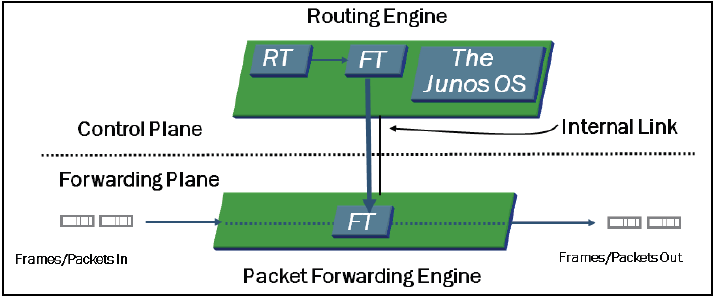 Routing Engine
RT
FT
The
Junos OS
Control Plane
Internal Link
Forwarding Plane
FT
Frames/Packets In
Frames/Packets Out
Packet Forwarding Engine